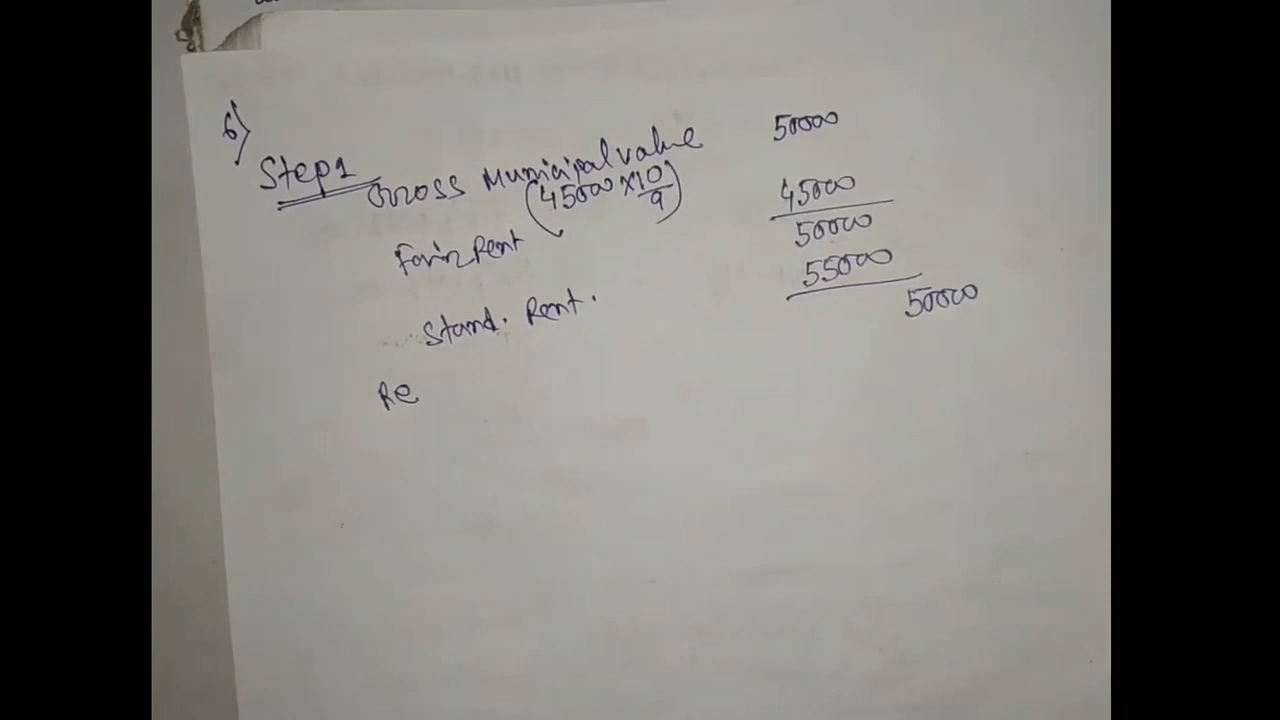 6)
Step1
Gross Municipal value 50000
(45000 × 10/9)
Fair Rent 45000
50000
Stand. Rent. 55000
50000
Re